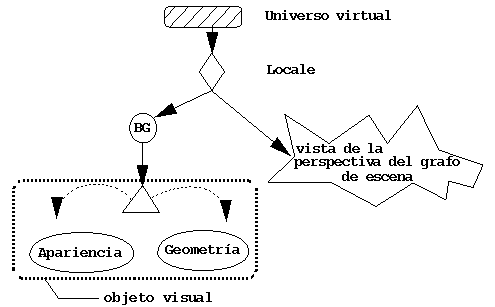 Universo virtual
Locale
BG
vista de la
perspectiva del grafo
de escena
Apariencia
Geometría
objeto visual